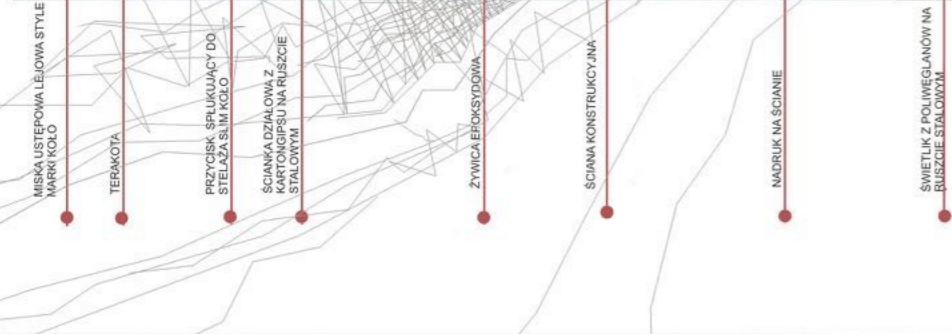 MISKA USTĘPOWA LEJOWA STYLE
MARKI KOŁO
TERAKOTA
PRZYCISK SPŁUKUJĄCY DO
STELAŻA SLIM KOŁO
ŚCIANKA DZIAŁOWA Z
KARTONGIPSU NA RUSZCIE
STALOWYM
ŻYWICA EPOKSYDOWA
ŚCIANA KONSTRUKCYJNA
NADRUK NA ŚCIANIE
ŚWIETLIK Z POLIWĘGLANÓW NA
RUSZCIE STALOWYM